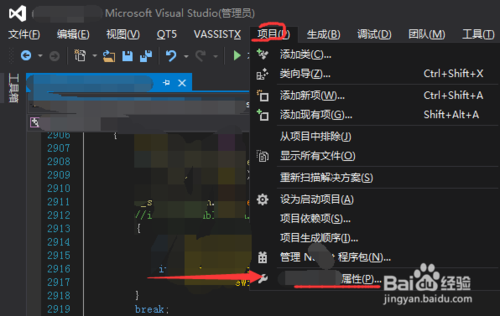 Microsoft Visual Studio(管理员)
文件(F) 编辑(E) 视图(V) QT5 VASSISTX 项目(P) 生成(B) 调试(D) 团队(M) 工具(T)
工具箱
添加类(C)...
类向导(Z)... Ctrl+Shift+X
添加新项(W)... Ctrl+Shift+A
添加现有项(G)... Shift+Alt+A
从项目中排除(J)
显示所有文件(O)
重新扫描解决方案(S)
设为启动项目(A)
项目依赖项(S)...
项目生成顺序(I)...
管理 程序包(N)...
属性(P)...
2906 {
2907
2908
2909
2910
2911
2912 //i
2913 {
2914
2915
2916
2917
2918 }
2919 break;
Baidu经验
jingyan.baidu.com